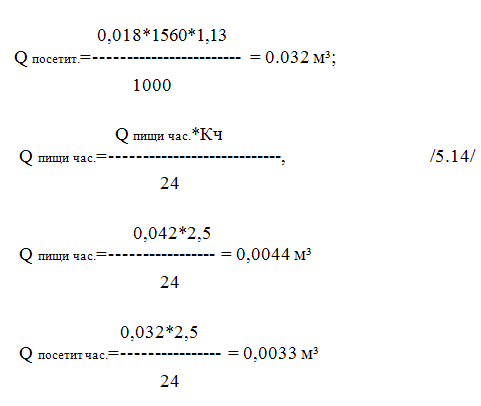 0,018*1560*1,13
Q посетит.=-------------------------- = 0.032 м³;
1000
Q пищи час.*Кч
Q пищи час.=------------------------------, /5.14/
24
0,042*2,5
Q пищи час.=------------------ = 0,0044 м³
24
0,032*2,5
Q посетит час.=----------------- = 0,0033 м³
24